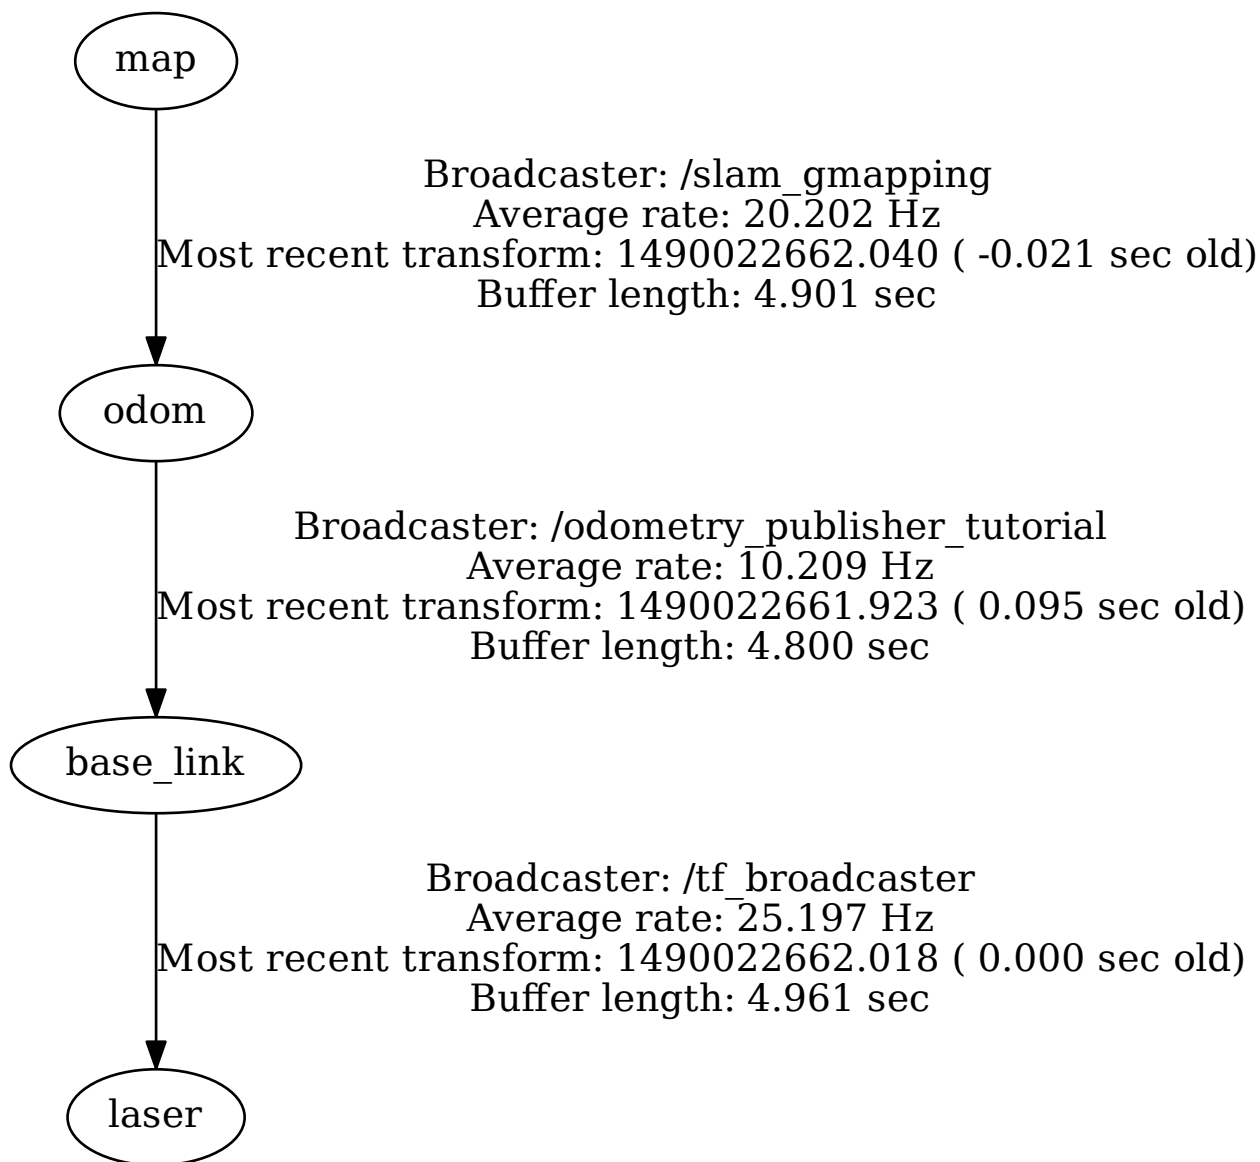 map
Broadcaster: /slam_gmapping
Average rate: 20.202 Hz
Most recent transform: 1490022662.040 ( -0.021 sec old)
Buffer length: 4.901 sec
odom
Broadcaster: /odometry_publisher_tutorial
Average rate: 10.209 Hz
Most recent transform: 1490022661.923 ( 0.095 sec old)
Buffer length: 4.800 sec
base_link
Broadcaster: /tf_broadcaster
Average rate: 25.197 Hz
Most recent transform: 1490022662.018 ( 0.000 sec old)
Buffer length: 4.961 sec
laser